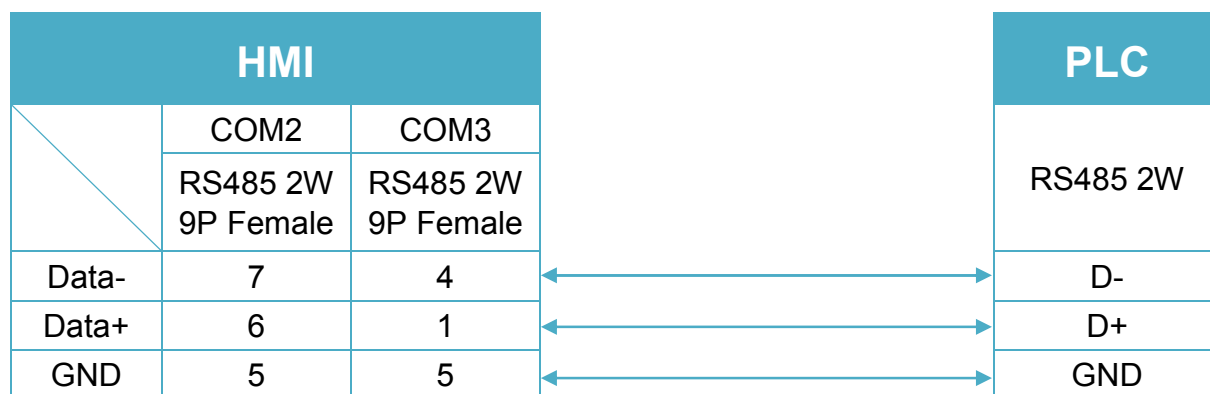 HMI PLC
COM2 COM3
RS485 2W RS485 2W RS485 2W
9P Female 9P Female
Data- 7 4 D-
Data+ 6 1 D+
GND 5 5 GND